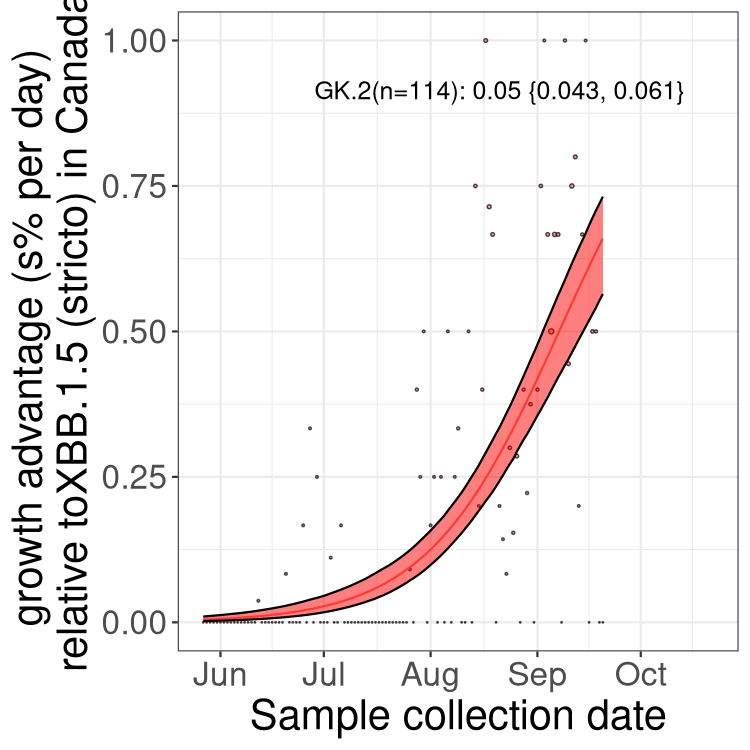 growth advantage (s% per day)
relative toXBB.1.5 (stricto) in Canada
1.00
0.75
0.50
0.25
0.00
GK.2(n=114): 0.05 {0.043, 0.061}
Jun Jul Aug Sep Oct
Sample collection date